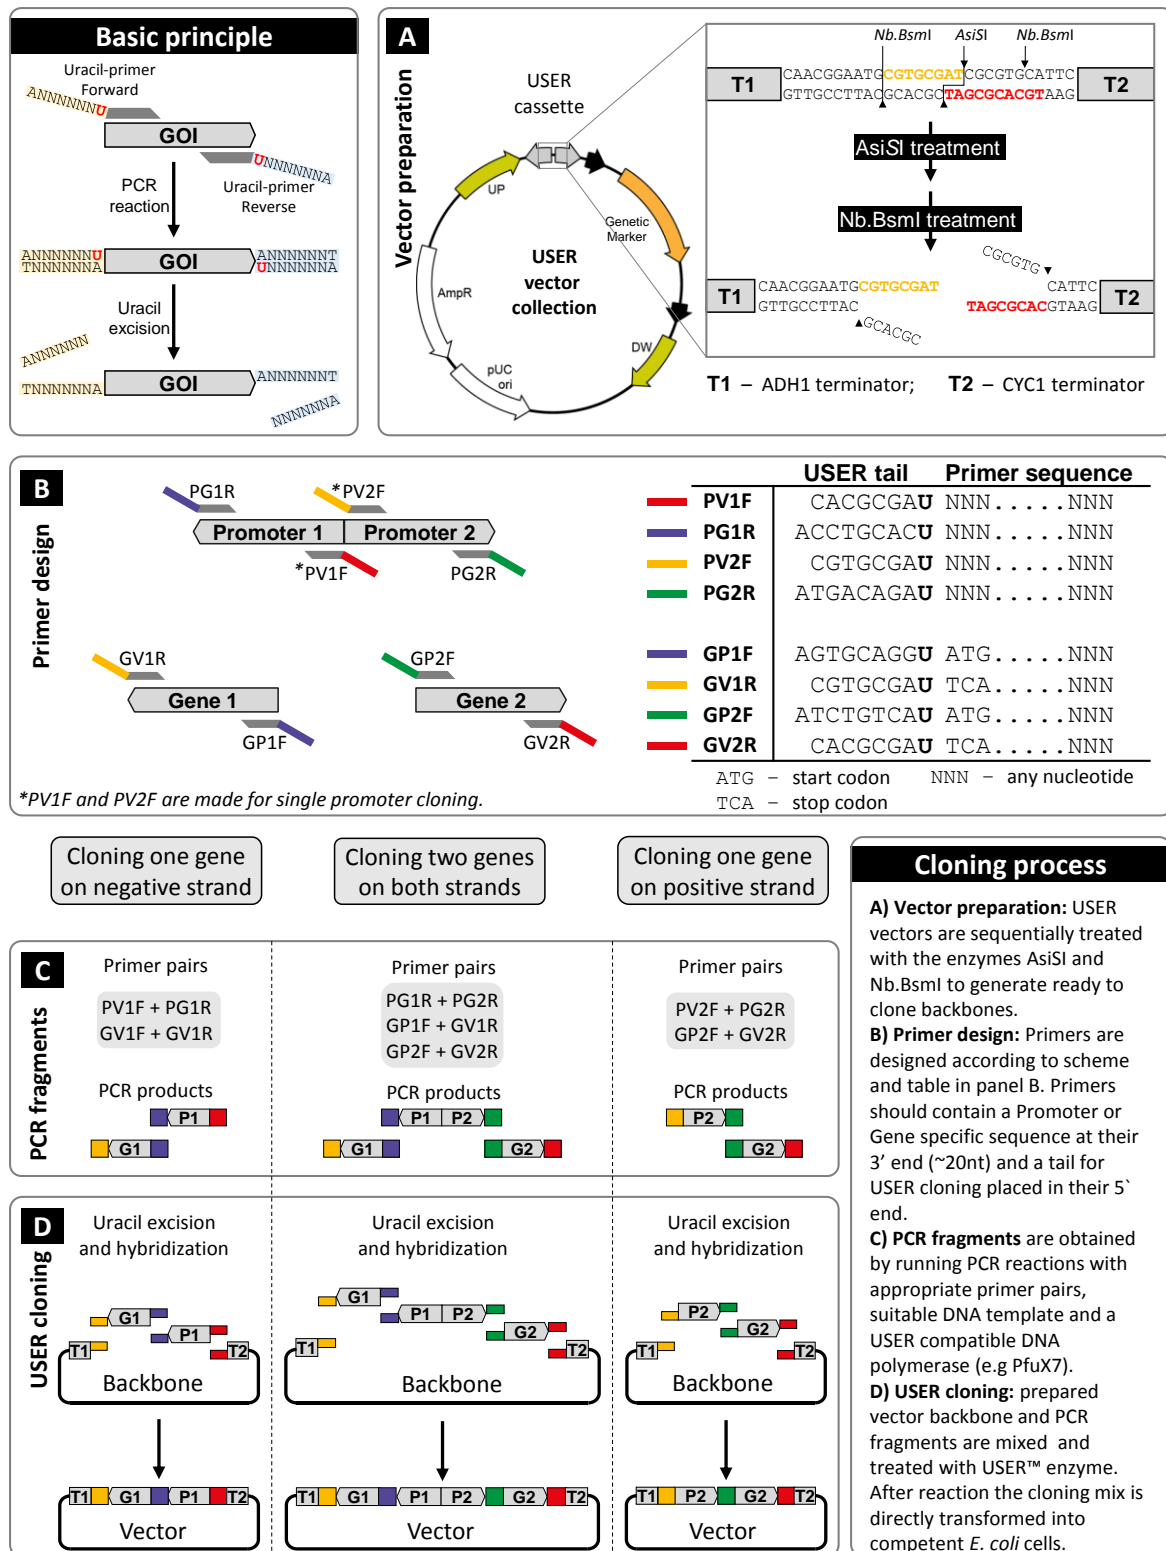 Basic principle
Uracil-primer
Forward
ANNNNNNU
GOI
UNNNNNNA
Uracil-primer
Reverse
PCR
reaction
ANNNNNNU
TNNNNNNA
GOI
ANNNNNNT
UNNNNNNA
Uracil
excision
ANNNNNN
TNNNNNNA
GOI
ANNNNNNT
NNNNNNA
A
Vector preparation
USER
cassette
UP
Genetic
Marker
USER
vector
collection
AmpR
pUC
ori
DW
Nb.BsmI AsiSI Nb.BsmI
T1 CAACGGAATGCGTGCGATCGCGTGCATTC T2
GTTGCCTTACGCACGCTAGCGCACGTAAG
AsiSI treatment
Nb.BsmI treatment
CGCGTG
T1 CAACGGAATGCGTGCGAT CATTC T2
GTTGCCTTAC TAGCGCACGTAAG
GCACGC
T1 – ADH1 terminator; T2 – CYC1 terminator
B
Primer design
PG1R *PV2F
Promoter 1 Promoter 2
*PV1F PG2R
GV1R GP2F
Gene 1 Gene 2
GP1F GV2R
*PV1F and PV2F are made for single promoter cloning.
USER tail Primer sequence
PV1F CACGCGAU NNN.....NNN
PG1R ACCTGCACU NNN.....NNN
PV2F CGTGCGAU NNN.....NNN
PG2R ATGACAGAU NNN.....NNN
GP1F AGTGCAGGU ATG.....NNN
GV1R CGTGCGAU TCA.....NNN
GP2F ATCTGTCAU ATG.....NNN
GV2R CACGCGAU TCA.....NNN
ATG – start codon NNN – any nucleotide
TCA – stop codon
Cloning one gene
on negative strand
Cloning two genes
on both strands
Cloning one gene
on positive strand
C
PCR fragments
Primer pairs
PV1F + PG1R
GV1F + GV1R
PCR products
P1
G1
Primer pairs
PG1R + PG2R
GP1F + GV1R
GP2F + GV2R
PCR products
P1 P2
G1 G2
Primer pairs
PV2F + PG2R
GP2F + GV2R
PCR products
P2
G2
D
USER cloning
Uracil excision
and hybridization
G1
P1
T1 T2
Backbone
T1 G1 P1 T2
Vector
Uracil excision
and hybridization
G1
P1 P2
G2
T1 T2
Backbone
T1 G1 P1 P2 G2 T2
Vector
Uracil excision
and hybridization
P2
G2
T1 T2
Backbone
T1 P2 G2 T2
Vector
Cloning process
A) Vector preparation: USER
vectors are sequentially treated
with the enzymes AsiSI and
Nb.BsmI to generate ready to
clone backbones.
B) Primer design: Primers are
designed according to scheme
and table in panel B. Primers
should contain a Promoter or
Gene specific sequence at their
3’ end (~20nt) and a tail for
USER cloning placed in their 5`
end.
C) PCR fragments are obtained
by running PCR reactions with
appropriate primer pairs,
suitable DNA template and a
USER compatible DNA
polymerase (e.g PfuX7).
D) USER cloning: prepared
vector backbone and PCR
fragments are mixed and
treated with USER™ enzyme.
After reaction the cloning mix is
directly transformed into
competent E. coli cells.